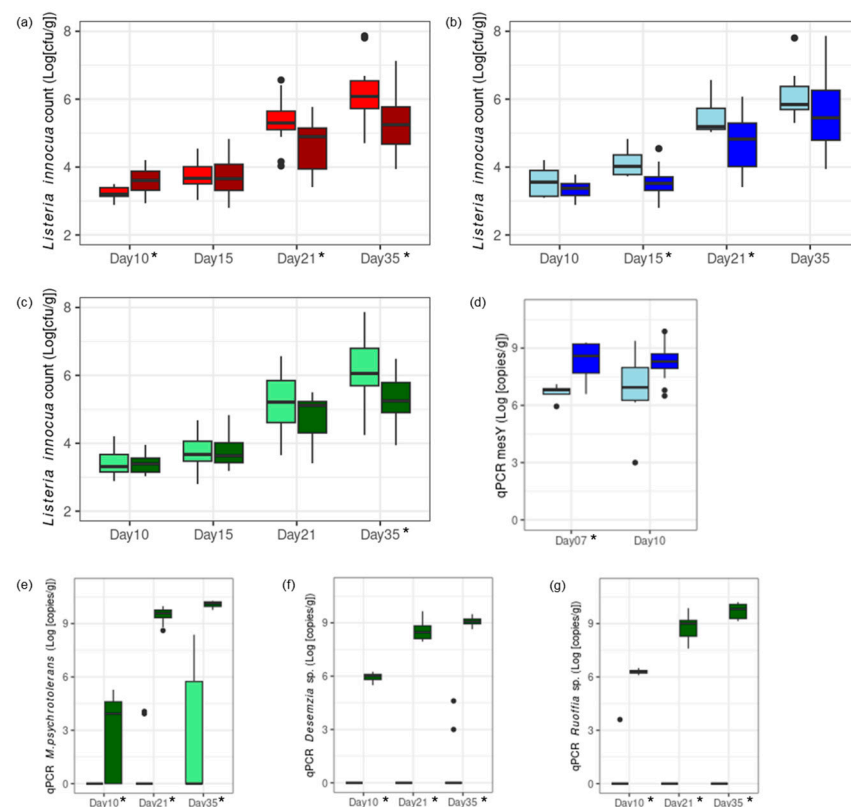 (a)
Listeria innocua count (Log[cfu/g])
8
6
4
2
Day10 * Day15 Day21 * Day35 *
(b)
Listeria innocua count (Log[cfu/g])
8
6
4
2
Day10 Day15 * Day21 * Day35
(c)
Listeria innocua count (Log[cfu/g])
8
6
4
2
Day10 Day15 Day21 Day35 *
(d)
qPCR mesY (Log [copies/g])
9
6
3
0
Day07 * Day10
(e)
qPCR M.psychrotolerans (Log [copies/g])
9
6
3
0
Day10 * Day21 * Day35 *
(f)
qPCR Desemzia sp. (Log [copies/g])
9
6
3
0
Day10 * Day21 * Day35 *
(g)
qPCR Ruoffia sp. (Log [copies/g])
9
6
3
0
Day10 * Day21 * Day35 *